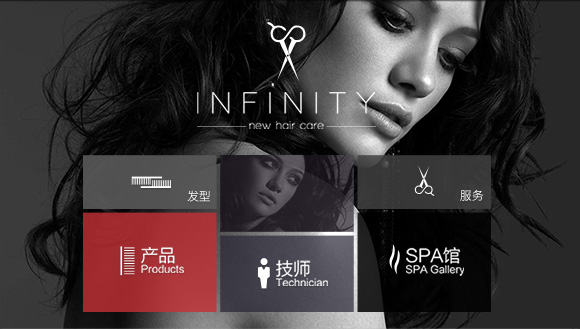 INFINITY
new hair care
发型
服务
产品
Products
技师
Technician
SPA馆
SPA Gallery